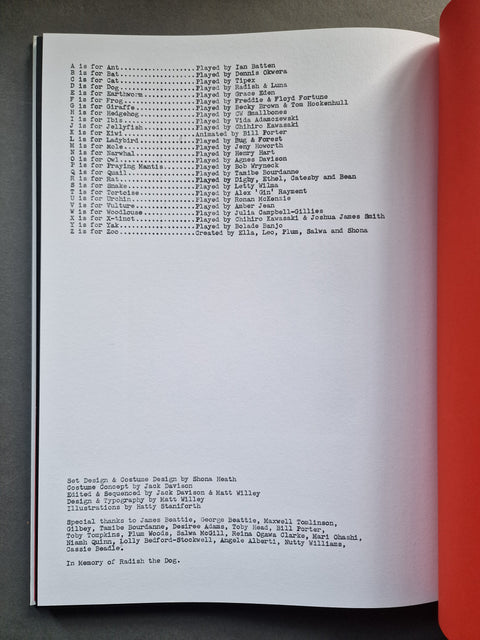 A is for Ant...................Played by Ian Batten
B is for Bat...................Played by Dennis Okwera
C is for Cat...................Played by Tipex
D is for Dog...................Played by Radish & Luna
E is for Earthworm.............Played by Grace Eden
F is for Frog..................Played by Freddie & Floyd Fortune
G is for Giraffe...............Played by Becky Brown & Tom Hockenhull
H is for Hedgehog..............Played by CW Smallbones
I is for Ibis..................Played by Vida Adamczewski
J is for Jellyfish.............Played by Chihiro Kawasaki
K is for Kiwi..................Animated by Bill Porter
L is for Ladybird..............Played by Bug & Forest
M is for Mole..................Played by Jeny Howorth
N is for Narwhal...............Played by Henry Hart
O is for Owl...................Played by Agnes Davison
P is for Praying Mantis........Played by Bob Wryneck
Q is for Quail.................Played by Tamibe Bourdanne
R is for Rat...................Played by Digby, Ethel, Catesby and Bean
S is for Snake.................Played by Letty Wilma
T is for Tortoise..............Played by Alex 'Gin' Rayment
U is for Urchin................Played by Ronan McKenzie
V is for Vulture...............Played by Amber Jean
W is for Woodlouse.............Played by Julia Campbell-Gillies
X is for X-tinct...............Played by Chihiro Kawasaki & Joshua James Smith
Y is for Yak...................Played by Bolade Banjo
Z is for Zoo...................Created by Ella, Leo, Plum, Salwa and Shona
Set Design & Costume Design by Shona Heath
Costume Concept by Jack Davison
Edited & Sequenced by Jack Davison & Matt Willey
Design & Typography by Matt Willey
Illustrations by Hatty Staniforth
Special thanks to James Beattie, George Beattie, Maxwell Tomlinson,
Gilbey, Tamibe Bourdanne, Desiree Adams, Toby Head, Bill Porter,
Toby Tompkins, Plum Woods, Salwa McGill, Reina Ogawa Clarke, Mari Ohashi,
Niamh Quinn, Lolly Bedford-Stockwell, Angele Alberti, Nutty Williams,
Cassie Beadle.
In Memory of Radish the Dog.